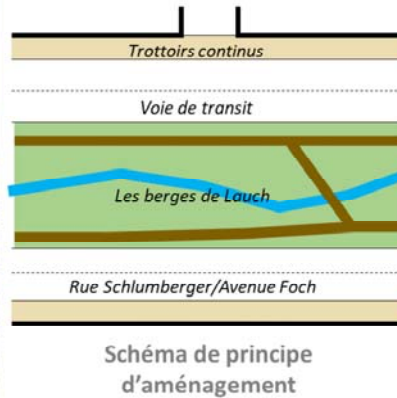 Trottoirs continus
Voie de transit
Les berges de Lauch
Rue Schlumberger/Avenue Foch
Schéma de principe
d'aménagement